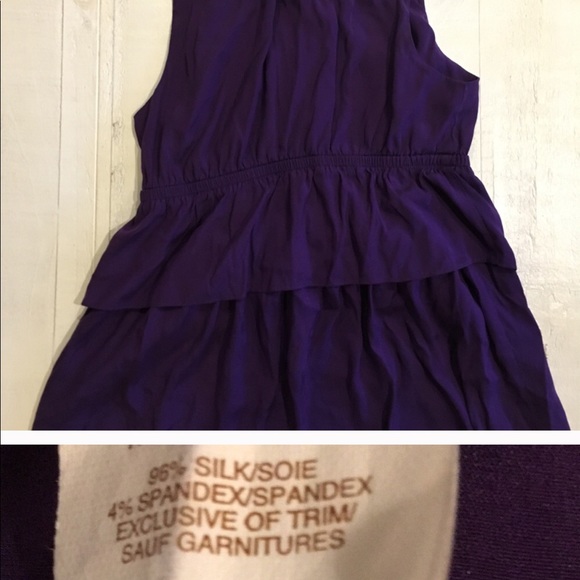 96% SILK/SOIE
4% SPANDEX/SPANDEX
EXCLUSIVE OF TRIM/
SAUF GARNITURES